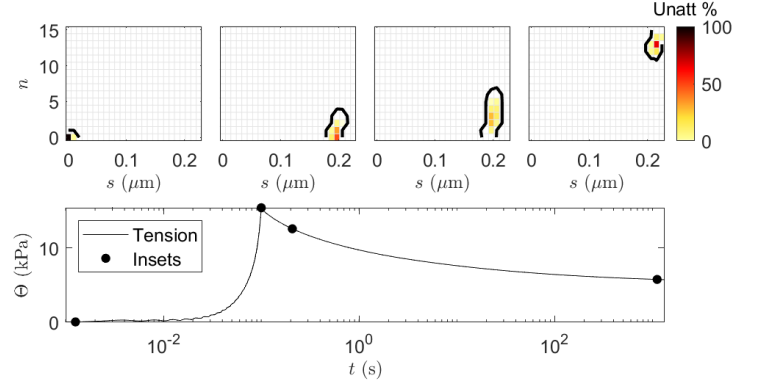 Unatt %
15
10
5
0
n
0 0.1 0.2
0 0.1 0.2
0 0.1 0.2
0 0.1 0.2
s (μm)
s (μm)
s (μm)
s (μm)
100
50
0
10
0
Θ (kPa)
Tension
Insets
10^-2
10^0
10^2
t (s)